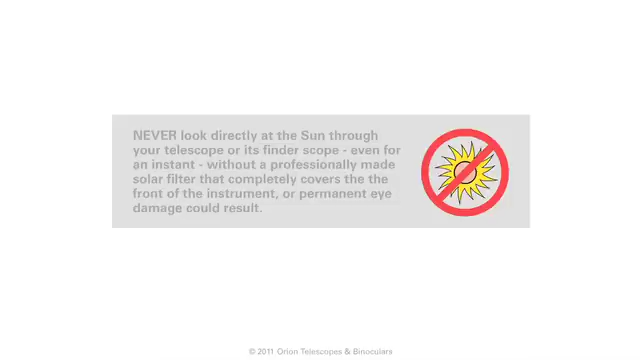 NEVER look directly at the Sun through
your telescope or its finder scope - even for
an instant - without a professionally made
solar filter that completely covers the the
front of the instrument, or permanent eye
damage could result.
© 2011 Orion Telescopes & Binoculars